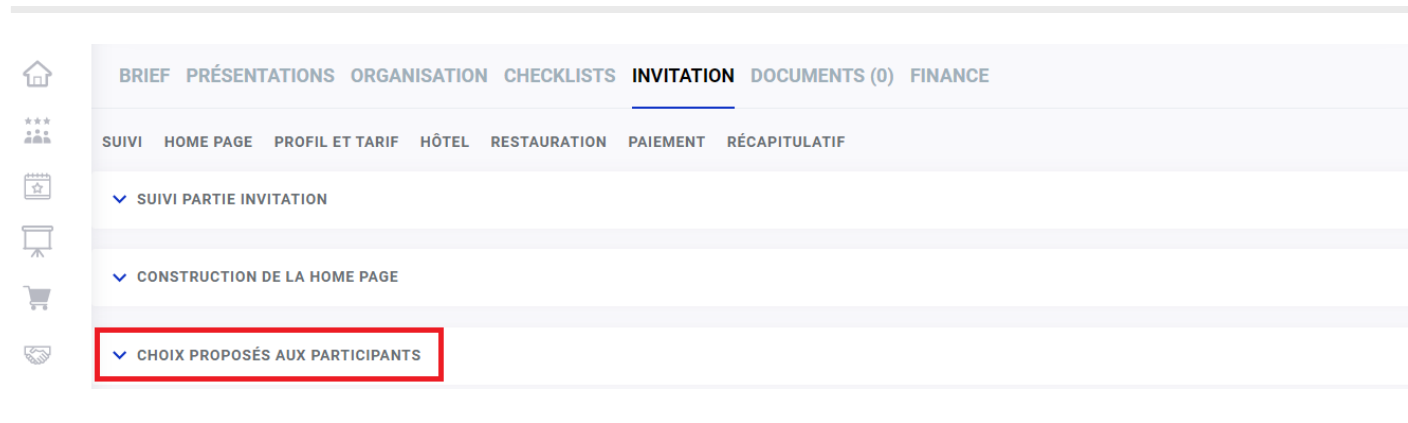 BRIEF PRÉSENTATIONS ORGANISATION CHECKLISTS INVITATION DOCUMENTS (0) FINANCE
SUIVI HOME PAGE PROFIL ET TARIF HÔTEL RESTAURATION PAIEMENT RÉCAPITULATIF
SUIVI PARTIE INVITATION
CONSTRUCTION DE LA HOME PAGE
CHOIX PROPOSÉS AUX PARTICIPANTS